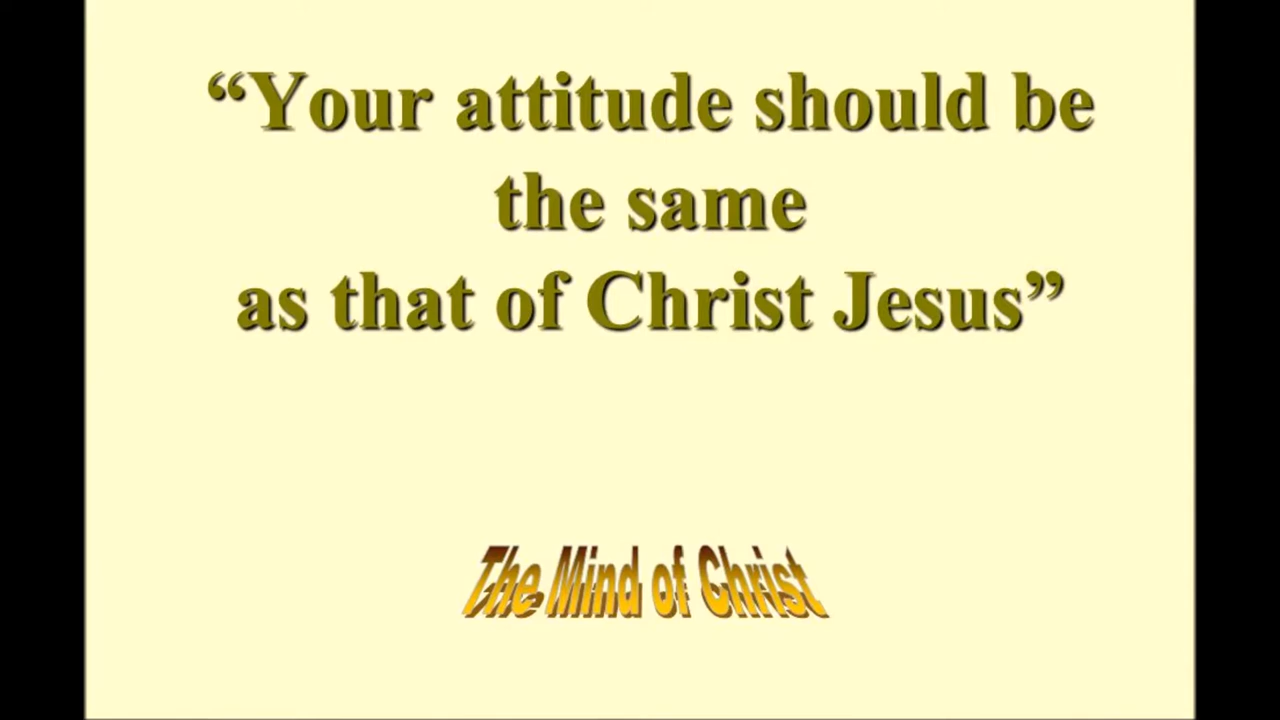 “Your attitude should be
the same
as that of Christ Jesus”
The Mind of Christ